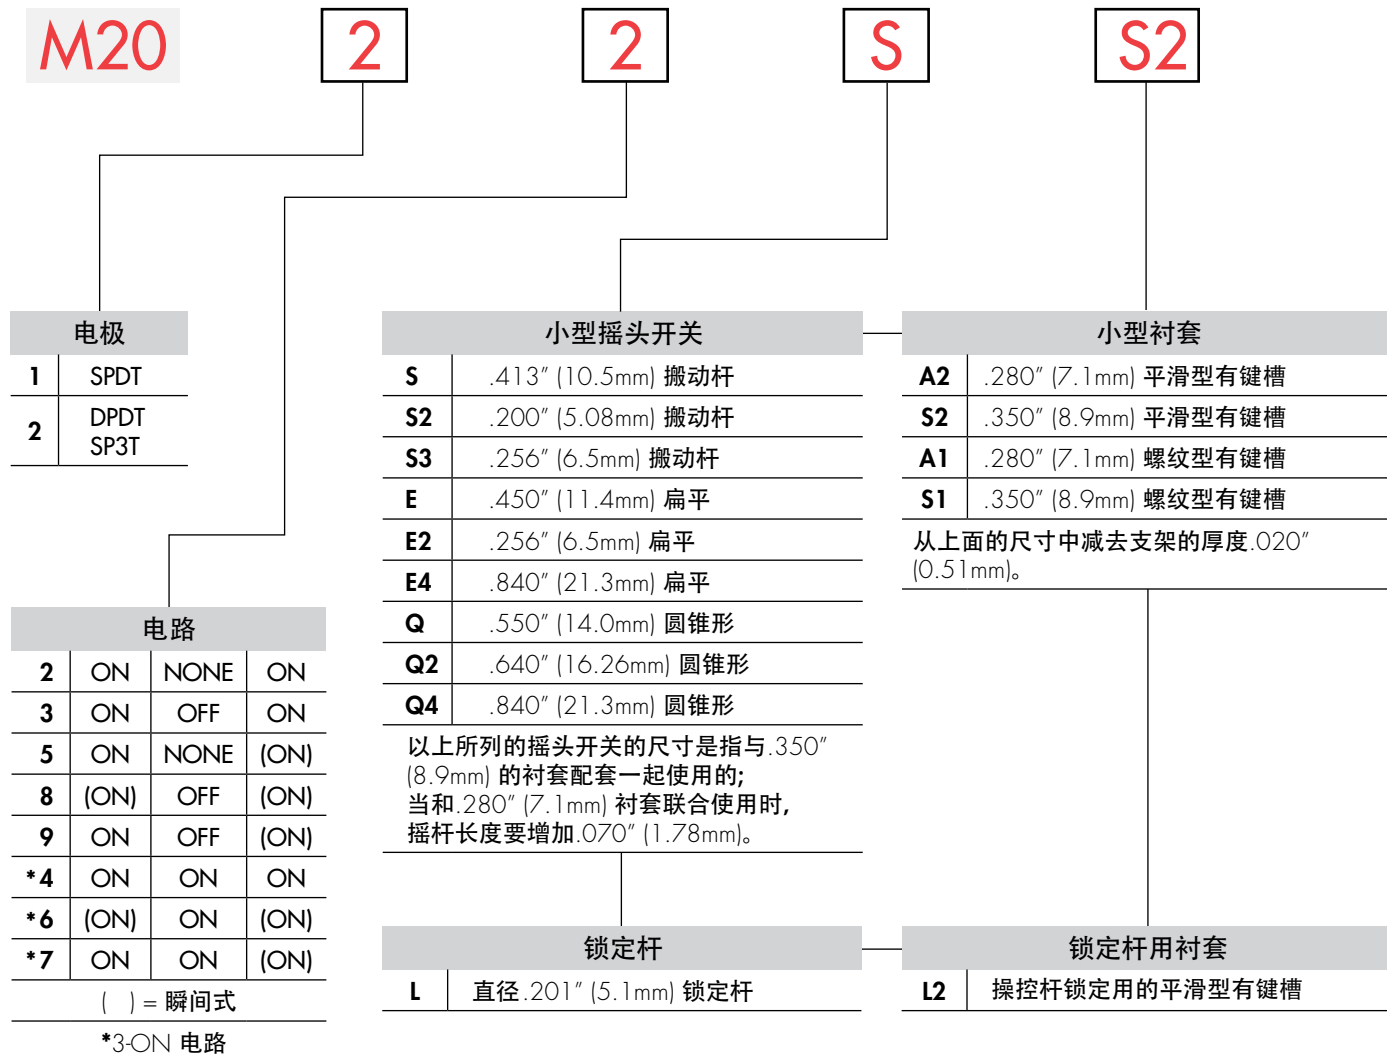 M20 2 2 S S2
电极
1 SPDT
2 DPDT
SP3T
电路
2 ON NONE ON
3 ON OFF ON
5 ON NONE (ON)
8 (ON) OFF (ON)
9 ON OFF (ON)
*4 ON ON ON
*6 (ON) ON (ON)
*7 ON ON (ON)
( ) = 瞬间式
*3-ON 电路
小型摇头开关
S .413" (10.5mm) 搬动杆
S2 .200" (5.08mm) 搬动杆
S3 .256" (6.5mm) 搬动杆
E .450" (11.4mm) 扁平
E2 .256" (6.5mm) 扁平
E4 .840" (21.3mm) 扁平
Q .550" (14.0mm) 圆锥形
Q2 .640" (16.26mm) 圆锥形
Q4 .840" (21.3mm) 圆锥形
以上所列的摇头开关的尺寸是指与.350"
(8.9mm) 的衬套配套一起使用的;
当和.280" (7.1mm) 衬套联合使用时,
摇杆长度要增加.070" (1.78mm)。
锁定杆
L 直径.201" (5.1mm) 锁定杆
小型衬套
A2 .280" (7.1mm) 平滑型有键槽
S2 .350" (8.9mm) 平滑型有键槽
A1 .280" (7.1mm) 螺纹型有键槽
S1 .350" (8.9mm) 螺纹型有键槽
从上面的尺寸中减去支架的厚度.020"
(0.51mm)。
锁定杆用衬套
L2 操控杆锁定用的平滑型有键槽